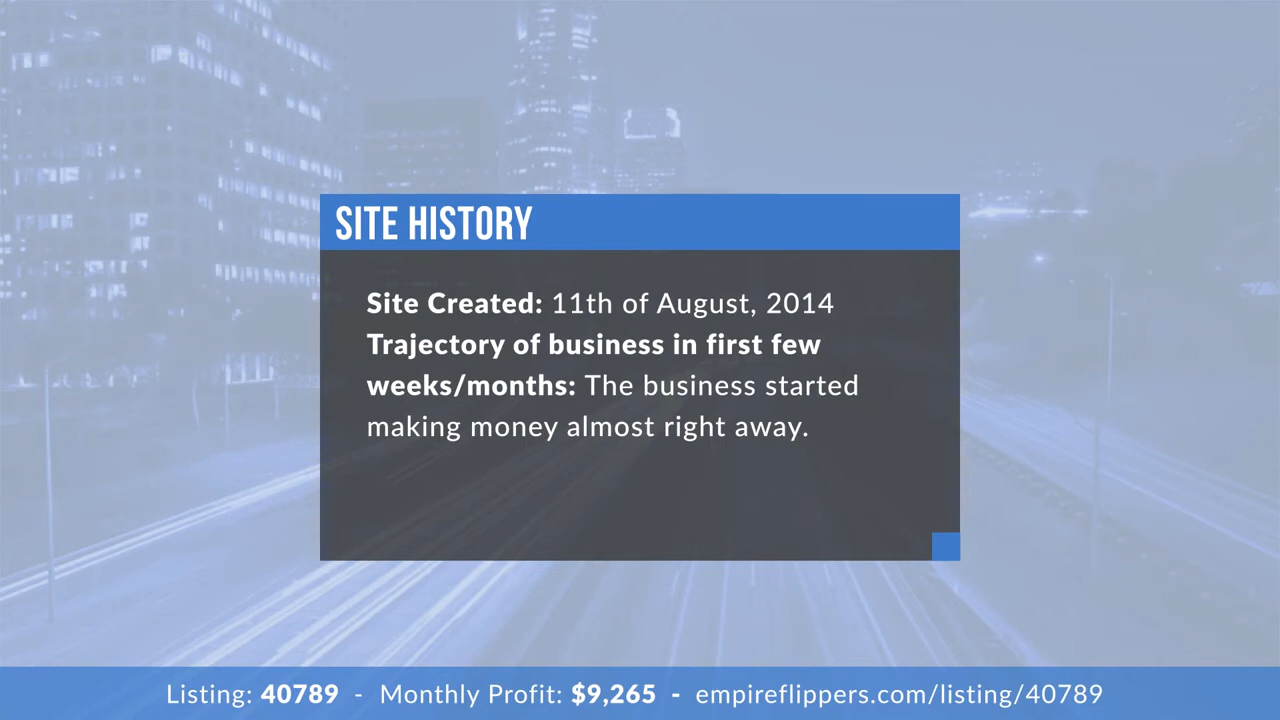 SITE HISTORY
Site Created: 11th of August, 2014
Trajectory of business in first few
weeks/months: The business started
making money almost right away.
Listing: 40789 - Monthly Profit: $9,265 - empireflippers.com/listing/40789